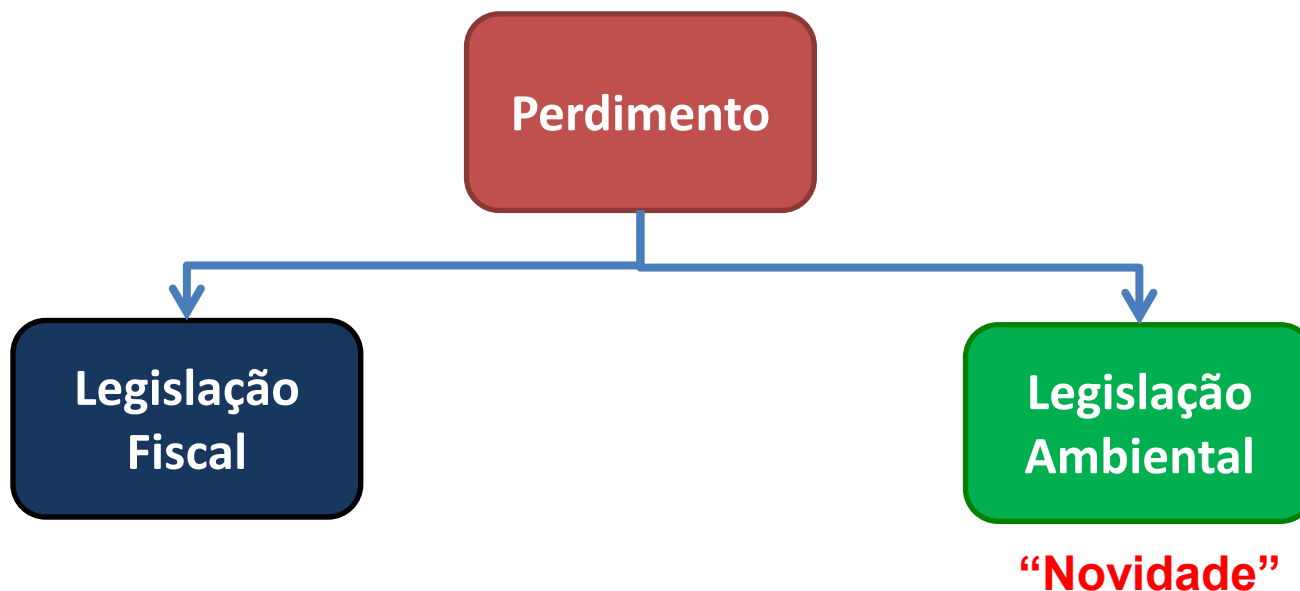 Perdimento
Legislação
Fiscal
Legislação
Ambiental
“Novidade”